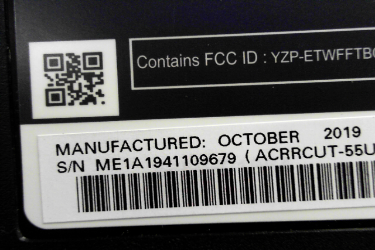 Contains FCC ID : YZP-ETWFFTB
MANUFACTURED: OCTOBER 2019
S/N ME1A1941109679 ( ACRRCUT-55U